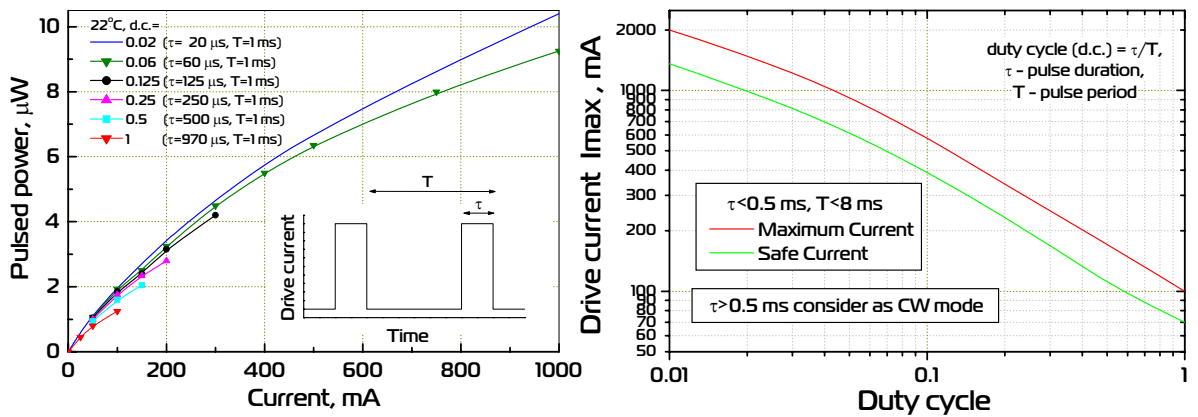 22°C, d.c.=
0.02 (τ= 20 μs, T=1 ms)
0.06 (τ=60 μs, T=1 ms)
0.125 (τ=125 μs, T=1 ms)
0.25 (τ=250 μs, T=1 ms)
0.5 (τ=500 μs, T=1 ms)
1 (τ=970 μs, T=1 ms)
Pulsed power, μW
10
8
6
4
2
0
T
τ
Drive current
Time
0 200 400 600 800 1000
Current, mA
Drive current Imax, mA
2000
1000
900
800
700
600
500
400
300
200
100
90
80
70
60
50
duty cycle (d.c.) = τ/T,
τ - pulse duration,
T - pulse period
τ<0.5 ms, T<8 ms
Maximum Current
Safe Current
τ>0.5 ms consider as CW mode
0.01 0.1 1
Duty cycle